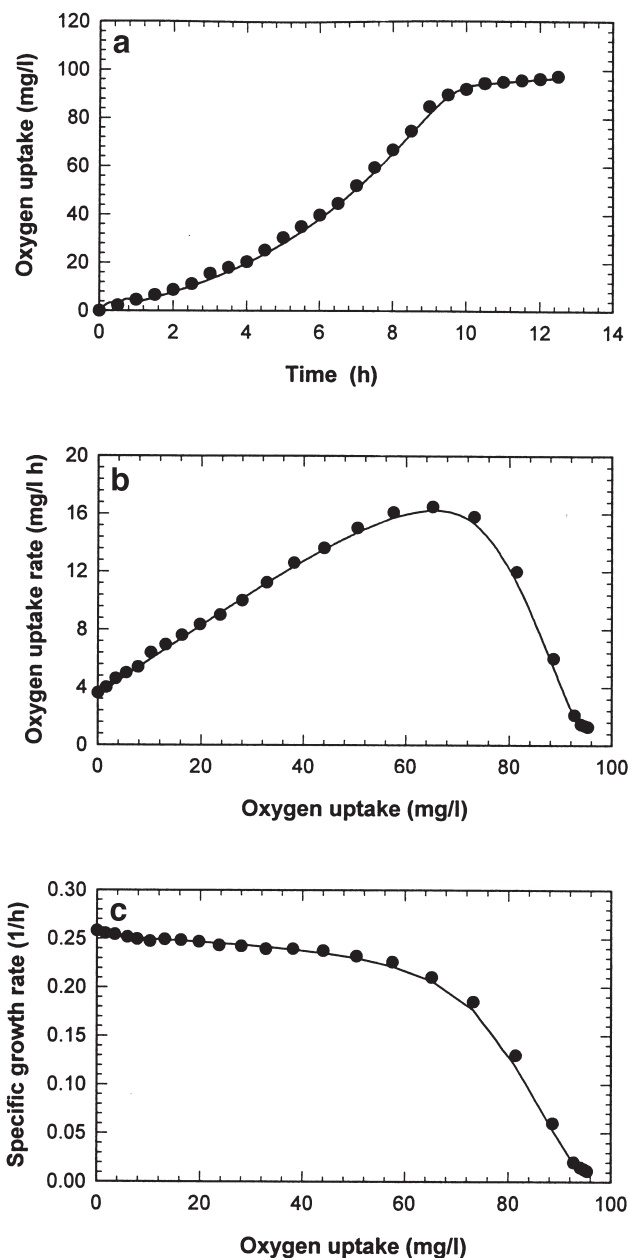 a
Oxygen uptake (mg/l)
120
100
80
60
40
20
0
0 2 4 6 8 10 12 14
Time (h)
b
Oxygen uptake rate (mg/l h)
20
16
12
8
4
0
0 20 40 60 80 100
Oxygen uptake (mg/l)
c
Specific growth rate (1/h)
0.30
0.25
0.20
0.15
0.10
0.05
0.00
0 20 40 60 80 100
Oxygen uptake (mg/l)